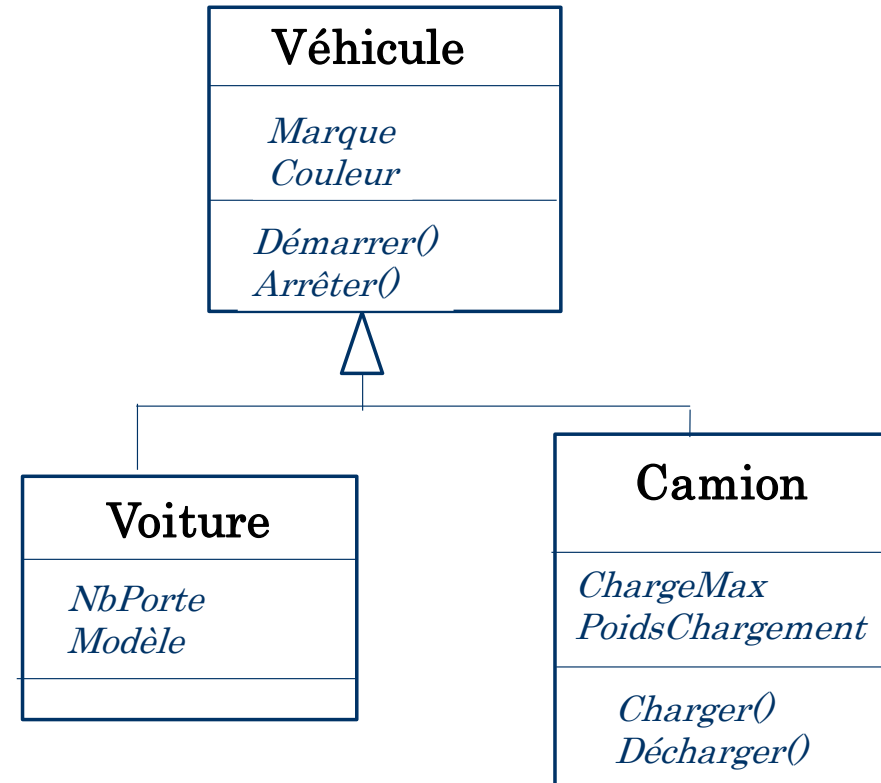 Véhicule
Marque
Couleur
Démarrer()
Arrêter()
Voiture
NbPorte
Modèle
Camion
ChargeMax
PoidsChargement
Charger()
Décharger()